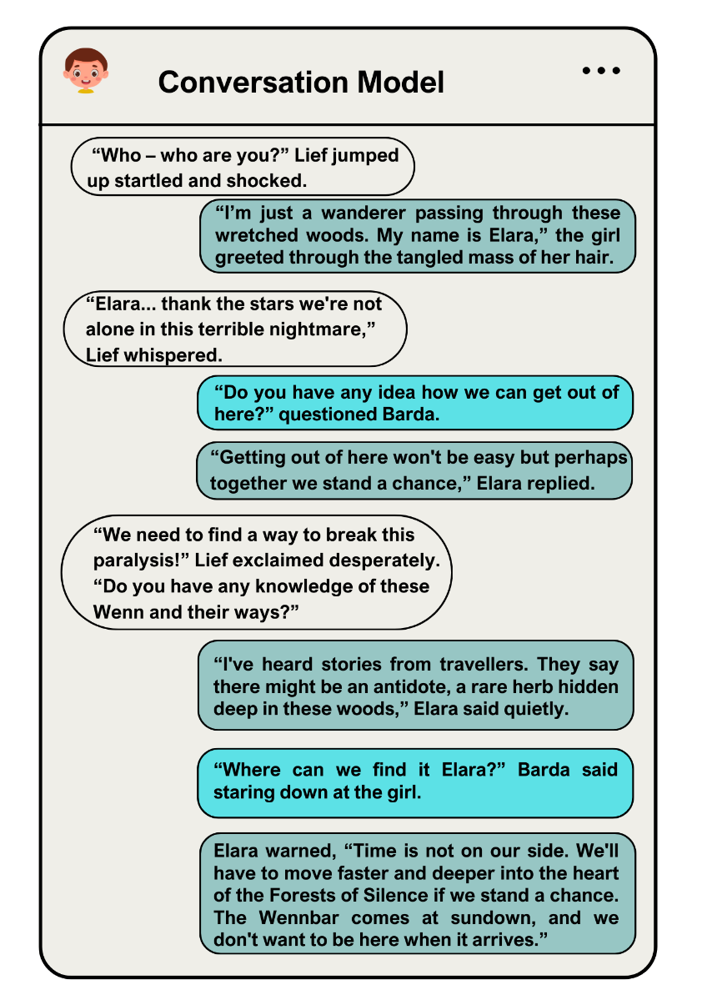 Conversation Model
“Who – who are you?” Lief jumped
up startled and shocked.
“I’m just a wanderer passing through these
wretched woods. My name is Elara,” the girl
greeted through the tangled mass of her hair.
“Elara... thank the stars we're not
alone in this terrible nightmare,”
Lief whispered.
“Do you have any idea how we can get out of
here?” questioned Barda.
“Getting out of here won't be easy but perhaps
together we stand a chance,” Elara replied.
“We need to find a way to break this
paralysis!” Lief exclaimed desperately.
“Do you have any knowledge of these
Wenn and their ways?”
“I've heard stories from travellers. They say
there might be an antidote, a rare herb hidden
deep in these woods,” Elara said quietly.
“Where can we find it Elara?” Barda said
staring down at the girl.
Elara warned, “Time is not on our side. We'll
have to move faster and deeper into the heart
of the Forests of Silence if we stand a chance.
The Wennbar comes at sundown, and we
don't want to be here when it arrives.”